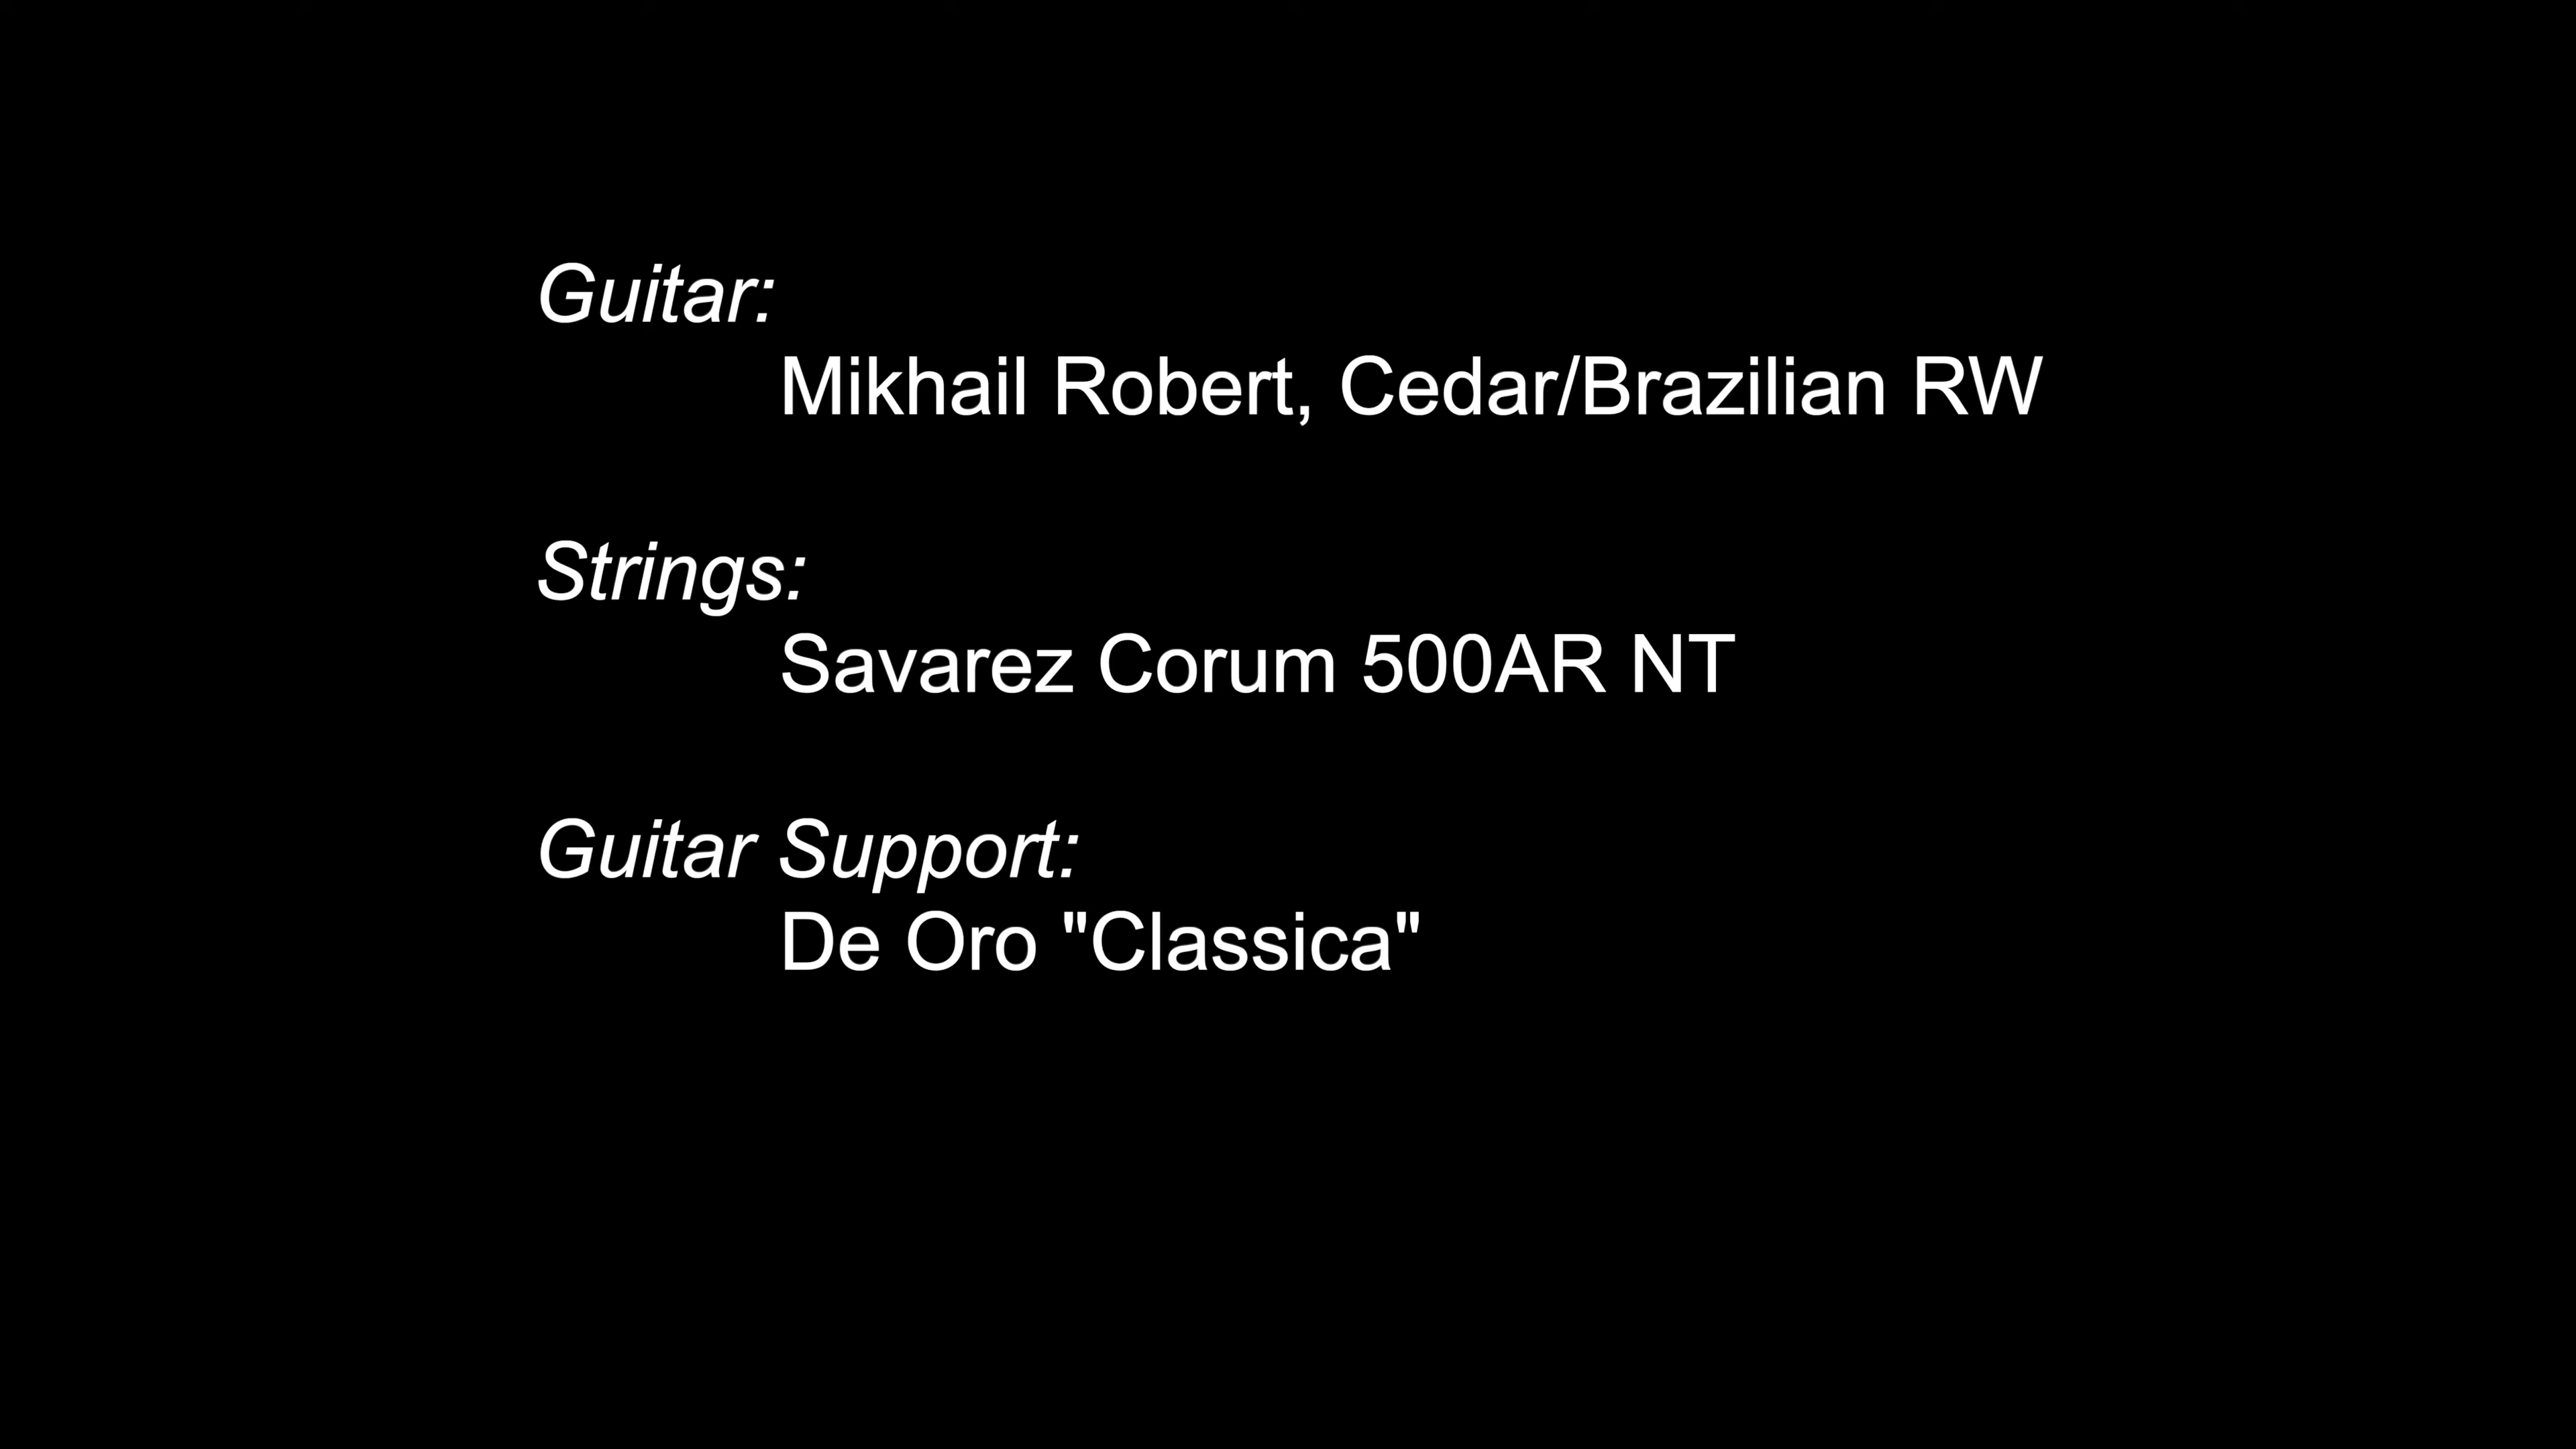 Guitar:
Mikhail Robert, Cedar/Brazilian RW
Strings:
Savarez Corum 500AR NT
Guitar Support:
De Oro "Classica"